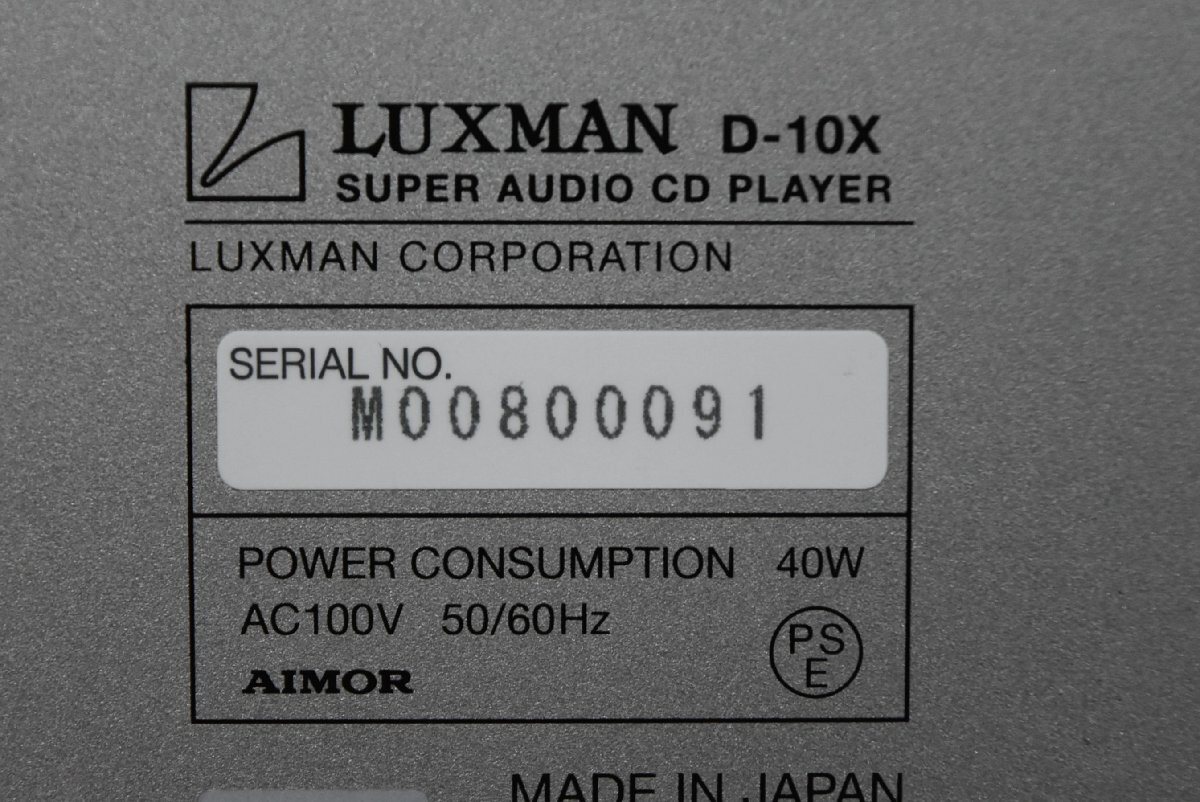 LUXMAN D-10X
SUPER AUDIO CD PLAYER
LUXMAN CORPORATION
SERIAL NO.
M00800091
POWER CONSUMPTION 40W
AC100V 50/60Hz
PS
E
AIMOR
MADE IN JAPAN